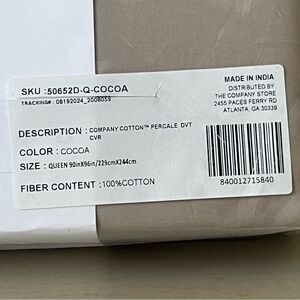 SKU :50652D-Q-COCOA
TRACKING# : 08192024_2008059
MADE IN INDIA
DISTRIBUTED BY
THE COMPANY STORE
2455 PACES FERRY RD
ATLANTA, GA 30339
DESCRIPTION : COMPANY COTTON™ PERCALE DVT
CVR
COLOR : COCOA
SIZE : QUEEN 90inX96in/229cmX244cm
FIBER CONTENT :100%COTTON
840012715840